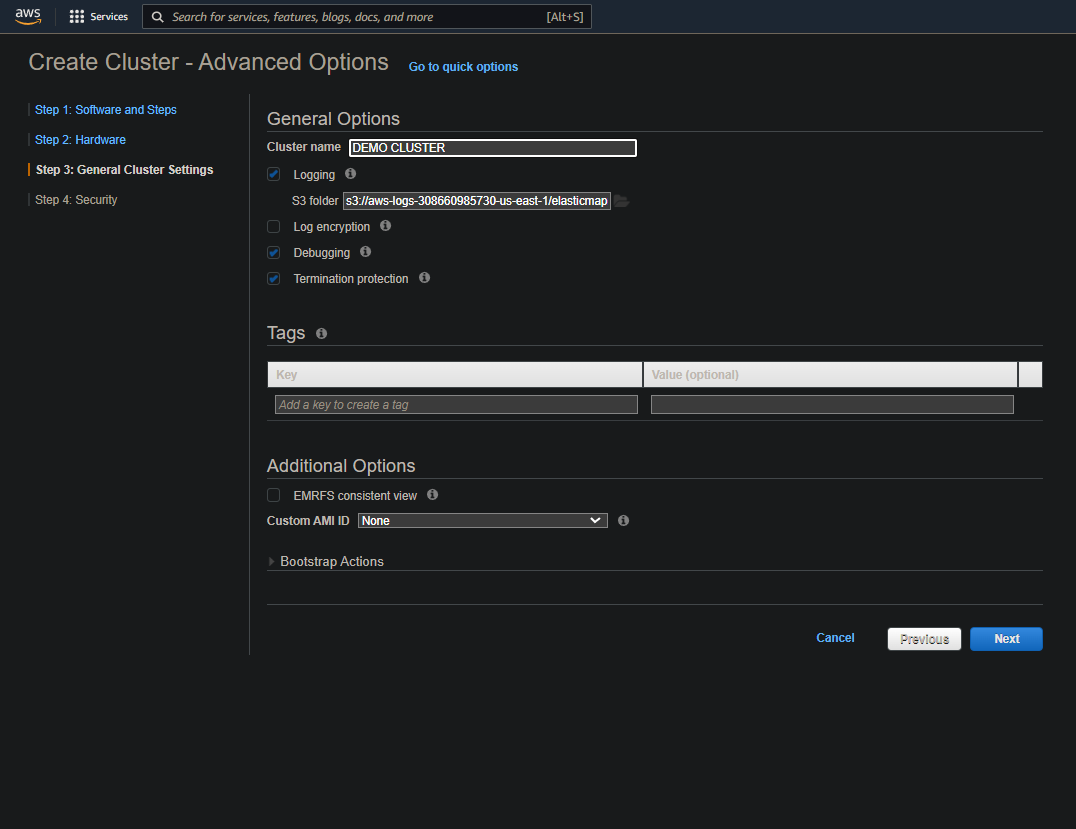 aws
Services
Search for services, features, blogs, docs, and more [Alt+S]
Create Cluster - Advanced Options Go to quick options
Step 1: Software and Steps
Step 2: Hardware
Step 3: General Cluster Settings
Step 4: Security
General Options
Cluster name DEMO CLUSTER
Logging
S3 folder s3://aws-logs-308660985730-us-east-1/elasticmap
Log encryption
Debugging
Termination protection
Tags
Key Value (optional)
Add a key to create a tag
Additional Options
EMRFS consistent view
Custom AMI ID None
Bootstrap Actions
Cancel Previous Next